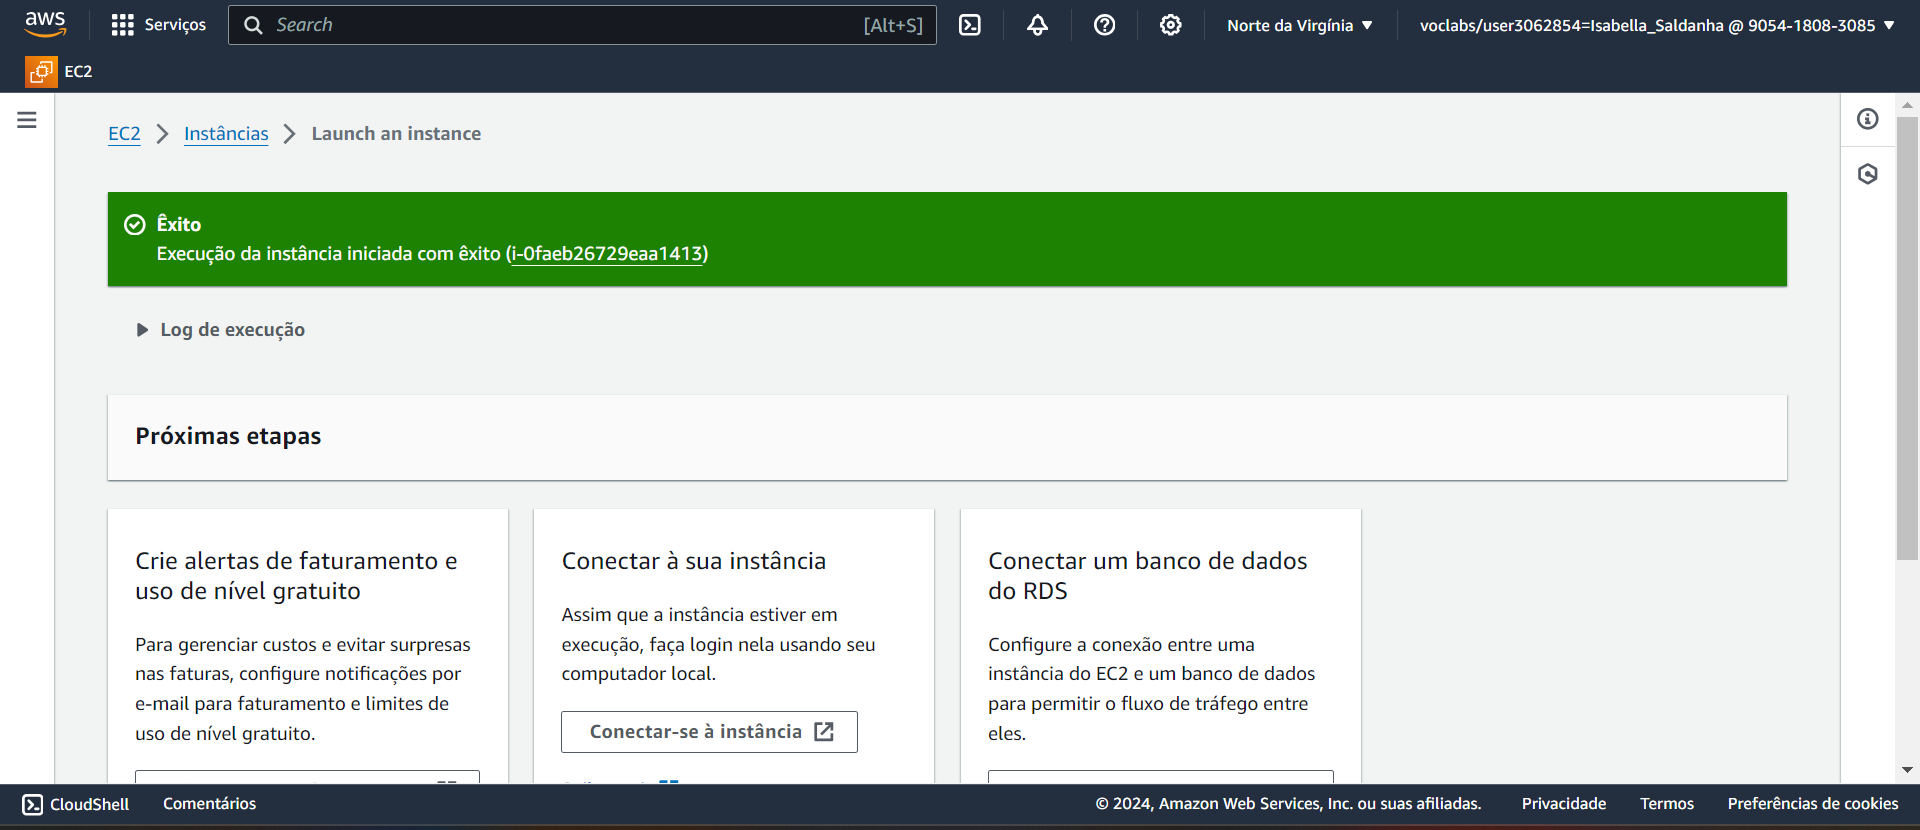 aws
Serviços
Search
[Alt+S]
Norte da Virgínia
voclabs/user3062854=Isabella_Saldanha @ 9054-1808-3085
EC2
EC2
Instâncias
Launch an instance
Êxito
Execução da instância iniciada com êxito (i-0faeb26729eaa1413)
Log de execução
Próximas etapas
Crie alertas de faturamento e
uso de nível gratuito
Para gerenciar custos e evitar surpresas
nas faturas, configure notificações por
e-mail para faturamento e limites de
uso de nível gratuito.
Conectar à sua instância
Assim que a instância estiver em
execução, faça login nela usando seu
computador local.
Conectar-se à instância
Conectar um banco de dados
do RDS
Configure a conexão entre uma
instância do EC2 e um banco de dados
para permitir o fluxo de tráfego entre
eles.
CloudShell
Comentários
© 2024, Amazon Web Services, Inc. ou suas afiliadas.
Privacidade
Termos
Preferências de cookies